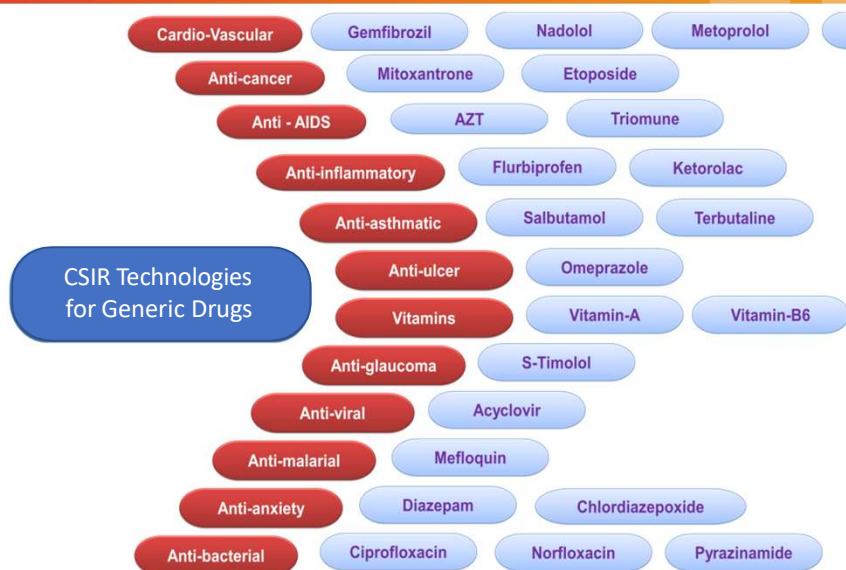 Cardio-Vascular Gemfibrozil Nadolol Metoprolol
Anti-cancer Mitoxantrone Etoposide
Anti - AIDS AZT Triomune
Anti-inflammatory Flurbiprofen Ketorolac
Anti-asthmatic Salbutamol Terbutaline
Anti-ulcer Omeprazole
CSIR Technologies
for Generic Drugs
Vitamins Vitamin-A Vitamin-B6
Anti-glaucoma S-Timolol
Anti-viral Acyclovir
Anti-malarial Mefloquin
Anti-anxiety Diazepam Chlordiazepoxide
Anti-bacterial Ciprofloxacin Norfloxacin Pyrazinamide